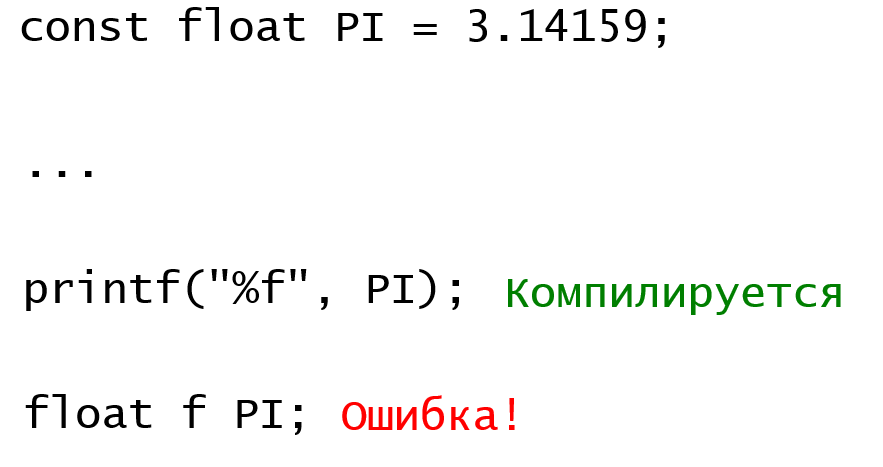 const float PI = 3.14159;
...
printf("%f", PI); Компилируется
float f PI; Ошибка!